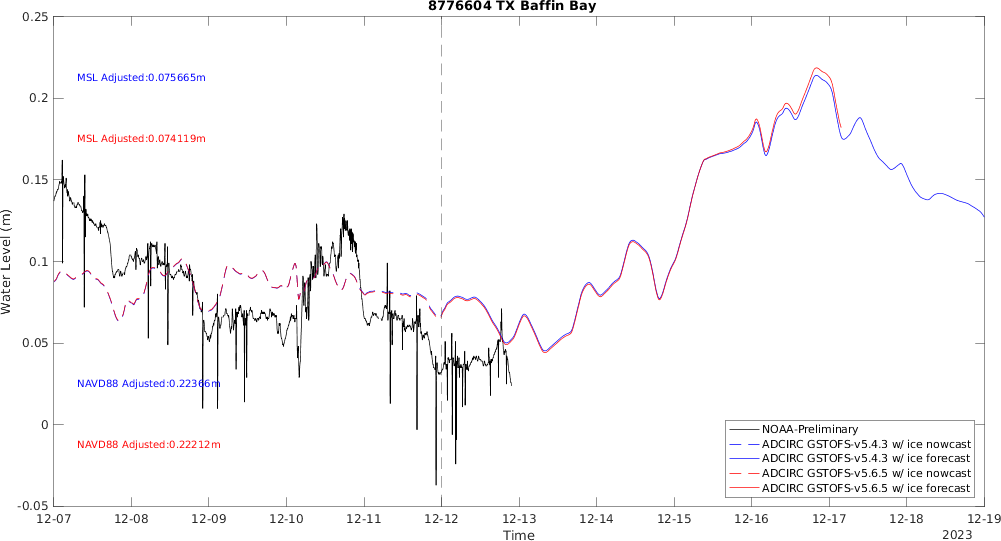 8776604 TX Baffin Bay
0.25
0.2
0.15
0.1
0.05
0
-0.05
Water Level (m)
MSL Adjusted:0.075665m
MSL Adjusted:0.074119m
NAVD88 Adjusted:0.22366m
NAVD88 Adjusted:0.22212m
NOAA-Preliminary
ADCIRC GSTOFS-v5.4.3 w/ ice nowcast
ADCIRC GSTOFS-v5.4.3 w/ ice forecast
ADCIRC GSTOFS-v5.6.5 w/ ice nowcast
ADCIRC GSTOFS-v5.6.5 w/ ice forecast
12-07 12-08 12-09 12-10 12-11 12-12 12-13 12-14 12-15 12-16 12-17 12-18 12-19
Time
2023